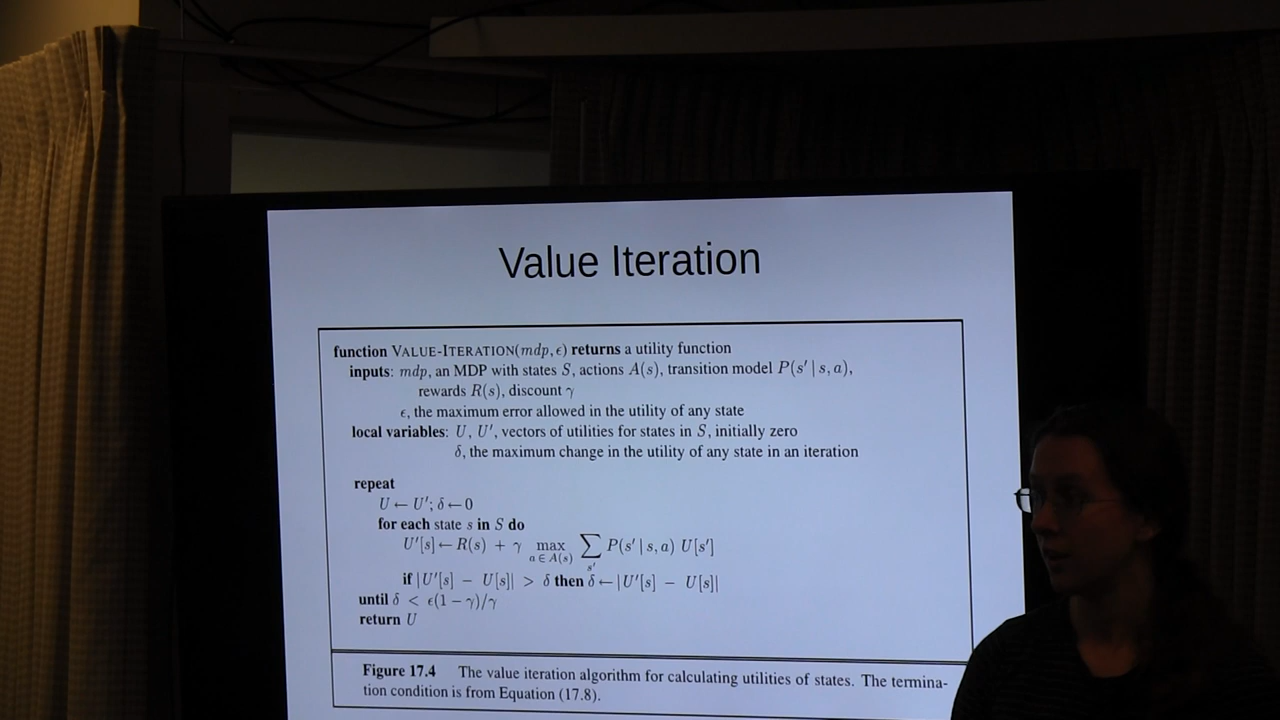 Value Iteration
function VALUE-ITERATION(mdp, ϵ) returns a utility function
inputs: mdp, an MDP with states S, actions A(s), transition model P(s′ | s, a),
rewards R(s), discount γ
ϵ, the maximum error allowed in the utility of any state
local variables: U, U′, vectors of utilities for states in S, initially zero
δ, the maximum change in the utility of any state in an iteration
repeat
U ← U′; δ ← 0
for each state s in S do
U′[s] ← R(s) + γ max_{a ∈ A(s)} ∑_{s′} P(s′ | s, a) U[s′]
if |U′[s] − U[s]| > δ then δ ← |U′[s] − U[s]|
until δ < ϵ(1 − γ)/γ
return U
Figure 17.4 The value iteration algorithm for calculating utilities of states. The termina-
tion condition is from Equation (17.8).